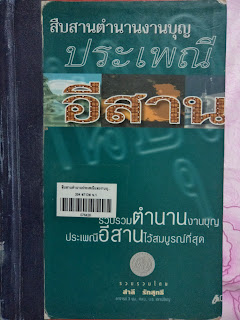 สืบสานตำนานงานบุญ
ประเพณี
อีสาน
รวบรวมตำนานงานบุญ
ประเพณีอีสานไว้สมบูรณ์ที่สุด
รวบรวมโดย
สำลี รักสุทธี